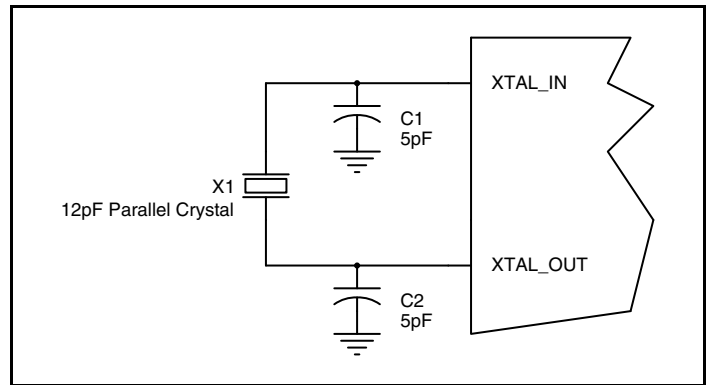 XTAL_IN
C1
5pF
X1
12pF Parallel Crystal
XTAL_OUT
C2
5pF